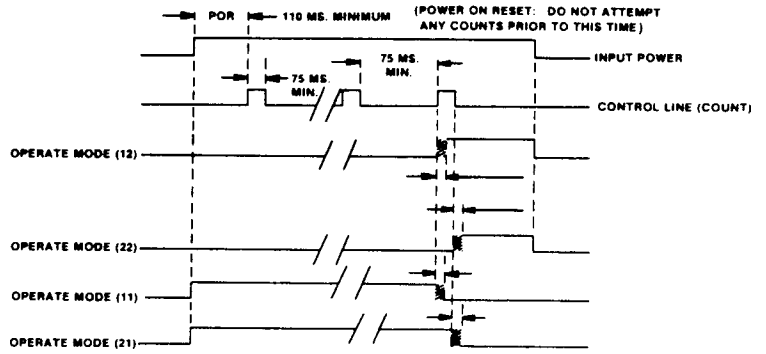 POR
110 MS. MINIMUM
(POWER ON RESET: DO NOT ATTEMPT
ANY COUNTS PRIOR TO THIS TIME)
INPUT POWER
75 MS.
MIN.
75 MS.
MIN.
CONTROL LINE (COUNT)
OPERATE MODE (12)
OPERATE MODE (22)
OPERATE MODE (11)
OPERATE MODE (21)